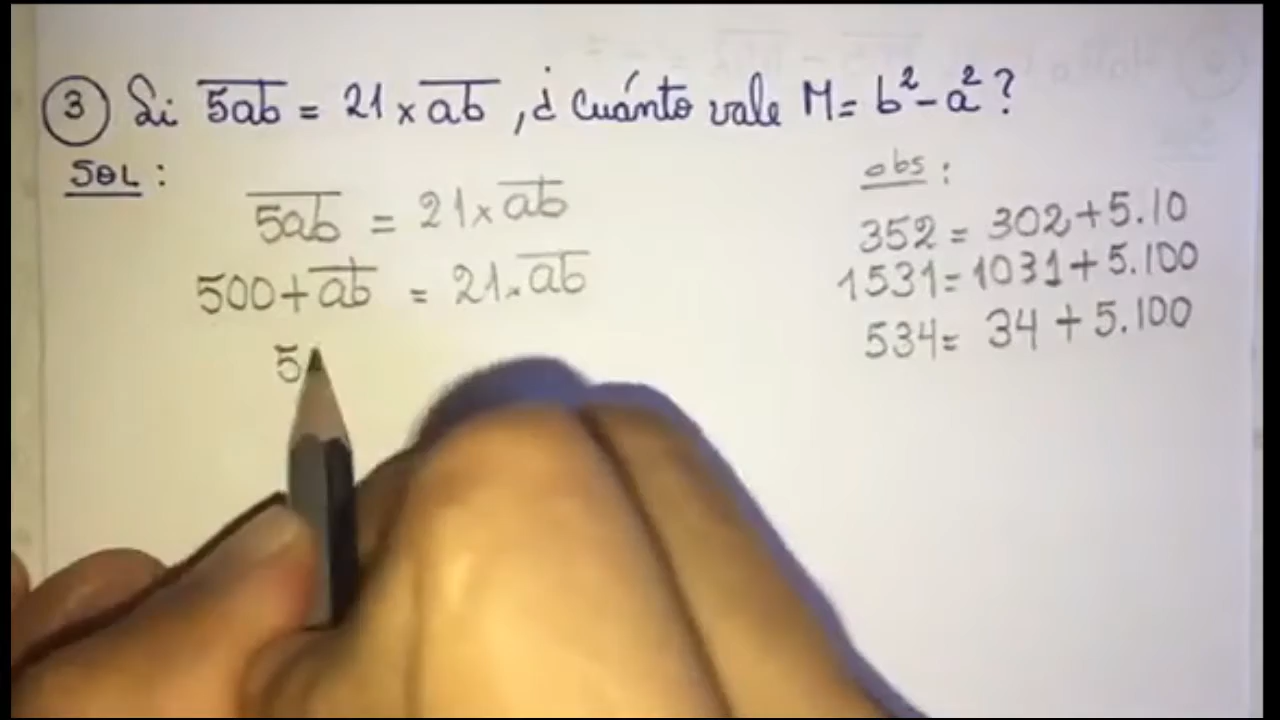 3 Si 5ab = 21 x ab, ¿cuánto vale M = b² - a²?
SOL:
5ab = 21 x ab
500 + ab = 21.ab
5
obs:
352 = 302 + 5.10
1531 = 1031 + 5.100
534 = 34 + 5.100